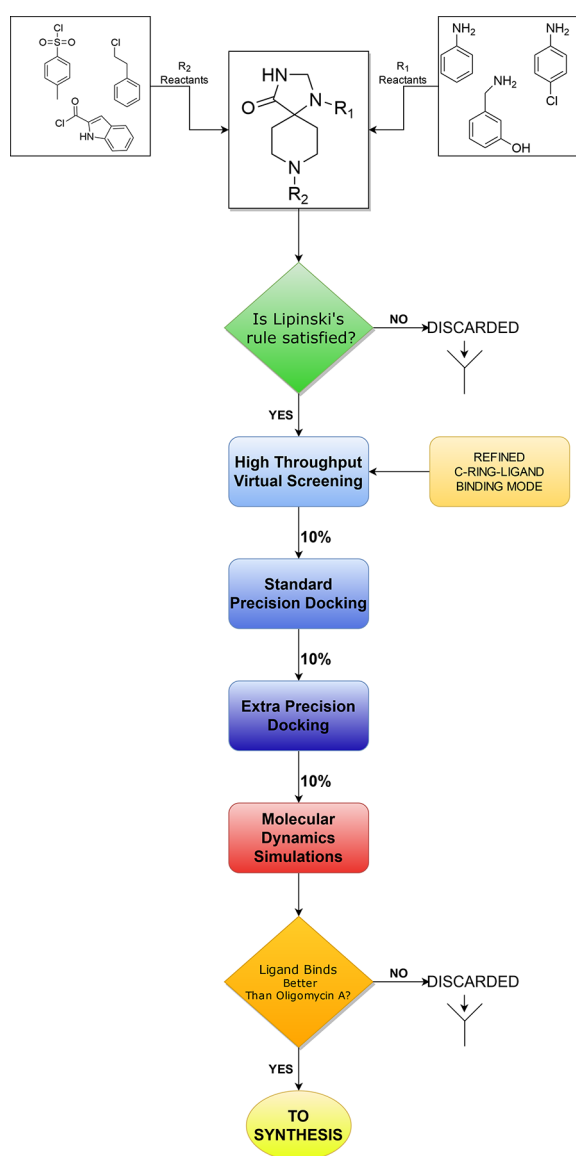 Cl
O=S=O
Cl
O
Cl
NH
R2
Reactants
HN
O
N
R1
N
R2
R1
Reactants
NH2
NH2
NH2
Cl
OH
Is Lipinski's
rule satisfied?
NO
DISCARDED
YES
High Throughput
Virtual Screening
REFINED
C-RING-LIGAND
BINDING MODE
10%
Standard
Precision Docking
10%
Extra Precision
Docking
10%
Molecular
Dynamics
Simulations
Ligand Binds
Better
Than Oligomycin A?
NO
DISCARDED
YES
TO
SYNTHESIS